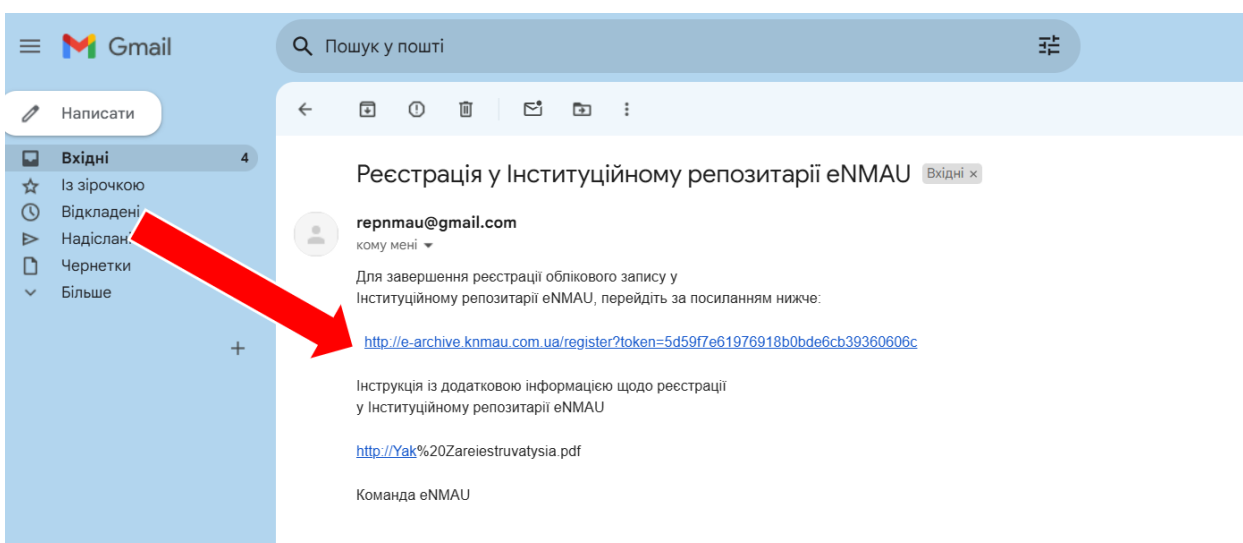 Gmail
Пошук у пошті
Написати
Вхідні 4
Із зірочкою
Відкладені
Надіслані
Чернетки
Більше
Реєстрація у Інституційному репозитарії eNMAU Вхідні ×
repnmau@gmail.com
кому мені
Для завершення реєстрації облікового запису у
Інституційному репозитарії eNMAU, перейдіть за посиланням нижче:
http://e-archive.knmau.com.ua/register?token=5d59f7e61976918b0bde6cb39360606c
Інструкція із додатковою інформацією щодо реєстрації
у Інституційному репозитарії eNMAU
http://Yak%20Zareiestruvatysia.pdf
Команда eNMAU